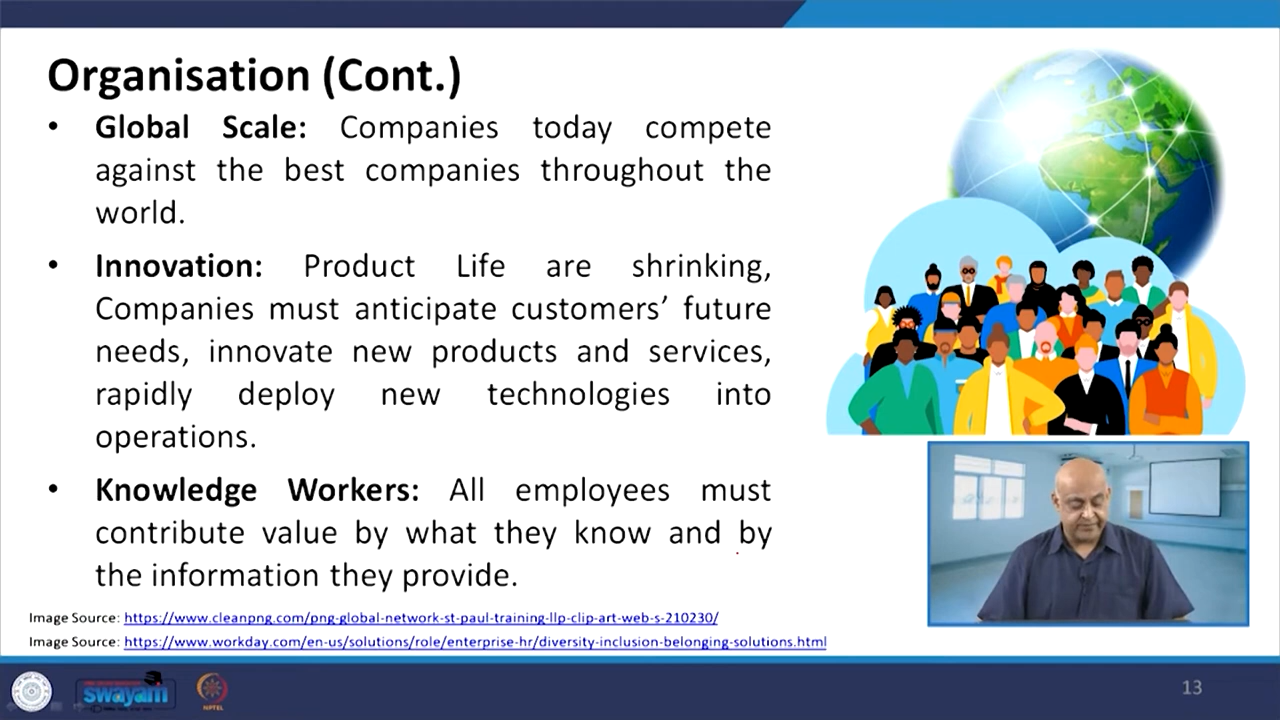 Organisation (Cont.)
• Global Scale: Companies today compete
against the best companies throughout the
world.
• Innovation: Product Life are shrinking,
Companies must anticipate customers’ future
needs, innovate new products and services,
rapidly deploy new technologies into
operations.
• Knowledge Workers: All employees must
contribute value by what they know and by
the information they provide.
Image Source: https://www.cleanpng.com/png-global-network-st-paul-training-llp-clip-art-web-s-210230/
Image Source: https://www.workday.com/en-us/solutions/role/enterprise-hr/diversity-inclusion-belonging-solutions.html
swayam
NPTEL
13